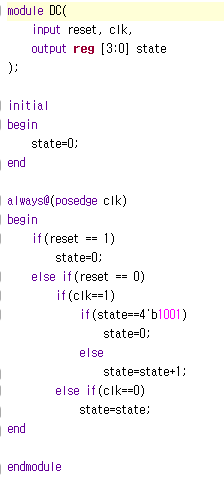 module DC(
input reset, clk,
output reg [3:0] state
);
initial
begin
state=0;
end
always@(posedge clk)
begin
if(reset == 1)
state=0;
else if(reset == 0)
if(clk==1)
if(state==4'b1001)
state=0;
else
state=state+1;
else if(clk==0)
state=state;
end
endmodule